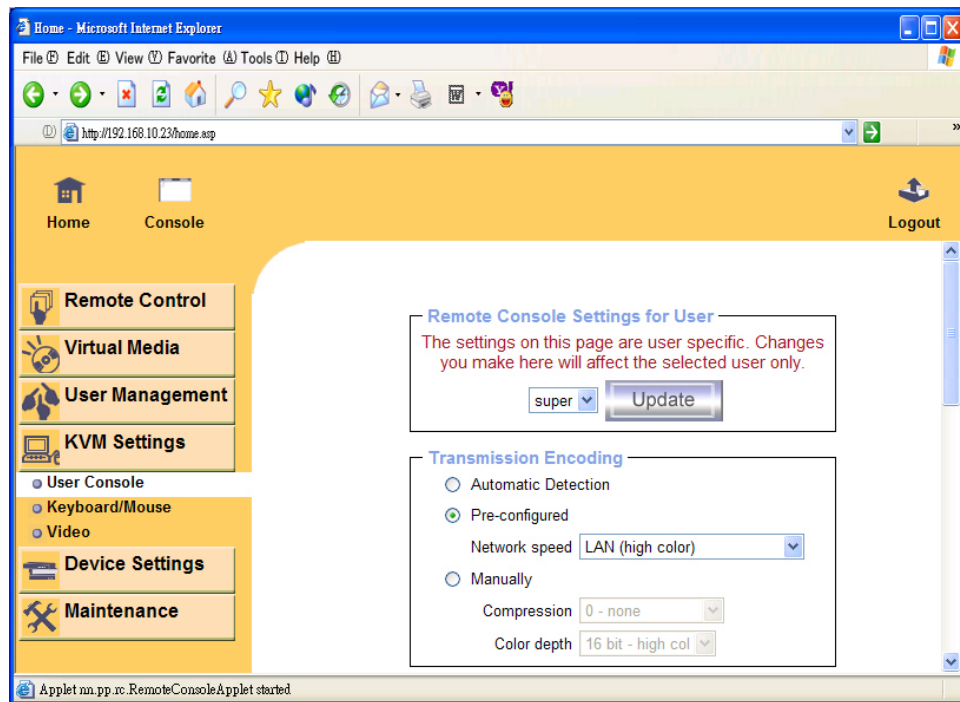 Home - Microsoft Internet Explorer
File (F) Edit (E) View (V) Favorite (A) Tools (T) Help (H)
(D) http://192.168.10.23/home.asp
»
Home Console Logout
Remote Control
Virtual Media
User Management
KVM Settings
User Console
Keyboard/Mouse
Video
Device Settings
Maintenance
Remote Console Settings for User
The settings on this page are user specific. Changes
you make here will affect the selected user only.
super Update
Transmission Encoding
Automatic Detection
Pre-configured
Network speed LAN (high color)
Manually
Compression 0 - none
Color depth 16 bit - high col
Applet nn.pp.rc.RemoteConsoleApplet started